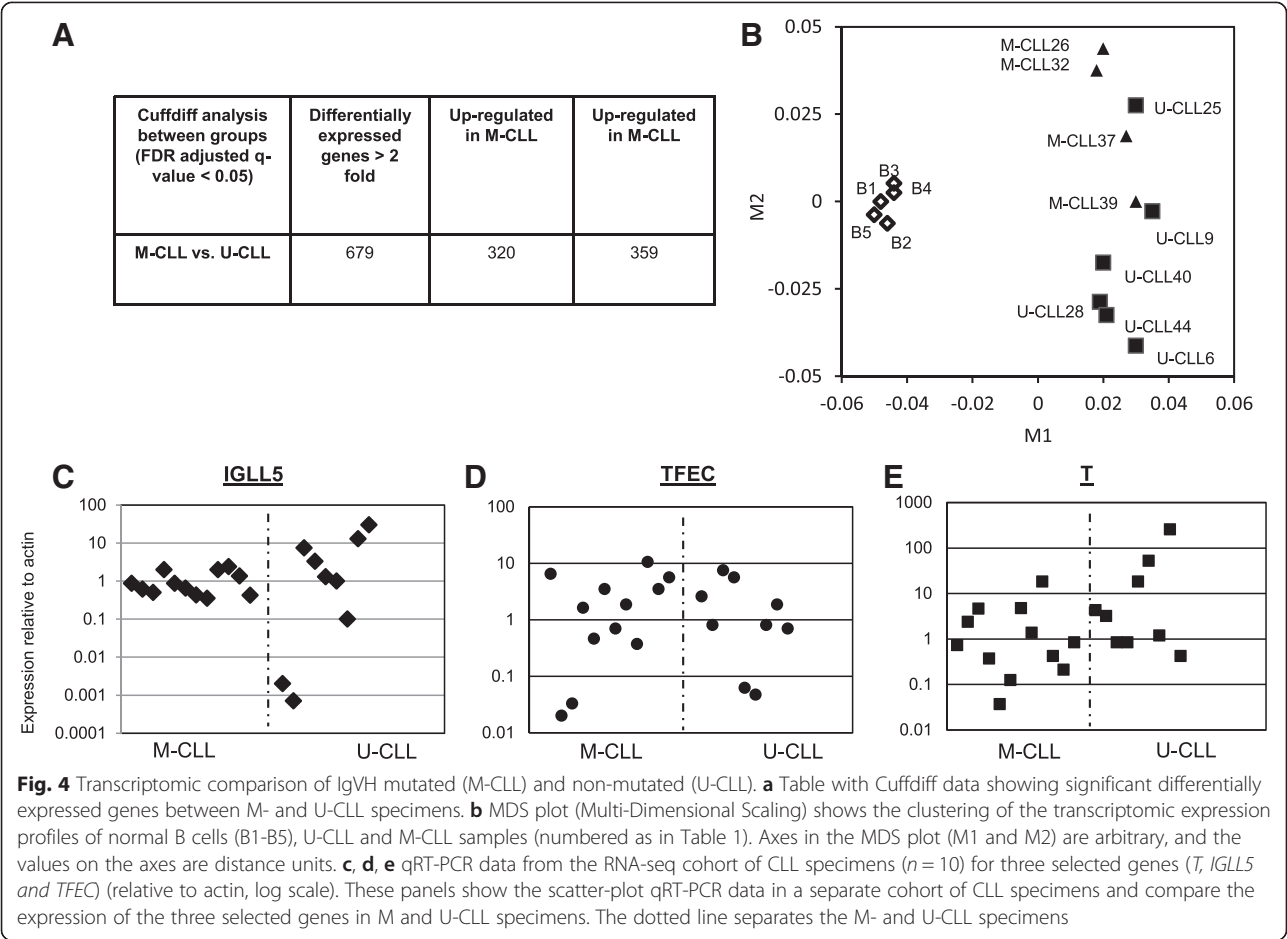 A
Cuffdiff analysis between groups (FDR adjusted q-value < 0.05)
Differentially expressed genes > 2 fold
Up-regulated in M-CLL
Up-regulated in M-CLL
M-CLL vs. U-CLL
679
320
359
B
0.05
0.025
0
-0.025
-0.05
M2
-0.06
-0.04
-0.02
0
0.02
0.04
0.06
M1
M-CLL26
M-CLL32
U-CLL25
M-CLL37
B3
B1
B4
M-CLL39
B5
B2
U-CLL9
U-CLL40
U-CLL28
U-CLL44
U-CLL6
C
IGLL5
Expression relative to actin
100
10
1
0.1
0.01
0.001
0.0001
M-CLL
U-CLL
D
TFEC
100
10
1
0.1
0.01
M-CLL
U-CLL
E
T
1000
100
10
1
0.1
0.01
M-CLL
U-CLL
Fig. 4 Transcriptomic comparison of IgVH mutated (M-CLL) and non-mutated (U-CLL). a Table with Cuffdiff data showing significant differentially
expressed genes between M- and U-CLL specimens. b MDS plot (Multi-Dimensional Scaling) shows the clustering of the transcriptomic expression
profiles of normal B cells (B1-B5), U-CLL and M-CLL samples (numbered as in Table 1). Axes in the MDS plot (M1 and M2) are arbitrary, and the
values on the axes are distance units. c, d, e qRT-PCR data from the RNA-seq cohort of CLL specimens (n = 10) for three selected genes (T, IGLL5
and TFEC) (relative to actin, log scale). These panels show the scatter-plot qRT-PCR data in a separate cohort of CLL specimens and compare the
expression of the three selected genes in M and U-CLL specimens. The dotted line separates the M- and U-CLL specimens